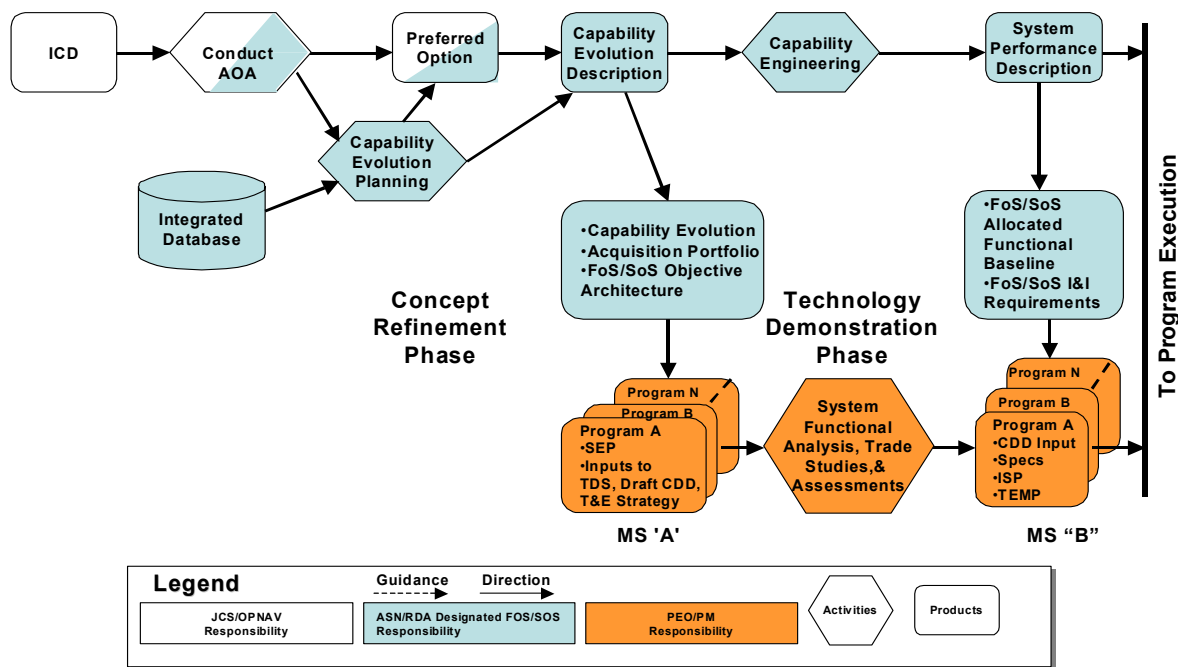 ICD
Conduct
AOA
Preferred
Option
Capability
Evolution
Description
Capability
Engineering
System
Performance
Description
Capability
Evolution
Planning
Integrated
Database
•Capability Evolution
•Acquisition Portfolio
•FoS/SoS Objective
Architecture
•FoS/SoS
Allocated
Functional
Baseline
•FoS/SoS I&I
Requirements
To Program Execution
Concept
Refinement
Phase
Technology
Demonstration
Phase
Program N
Program B
Program A
•SEP
•Inputs to
TDS, Draft CDD,
T&E Strategy
System
Functional
Analysis, Trade
Studies,&
Assessments
Program N
Program B
Program A
•CDD Input
•Specs
•ISP
•TEMP
MS 'A'
MS “B”
Legend
Guidance
Direction
JCS/OPNAV
Responsibility
ASN/RDA Designated FOS/SOS
Responsibility
PEO/PM
Responsibility
Activities
Products